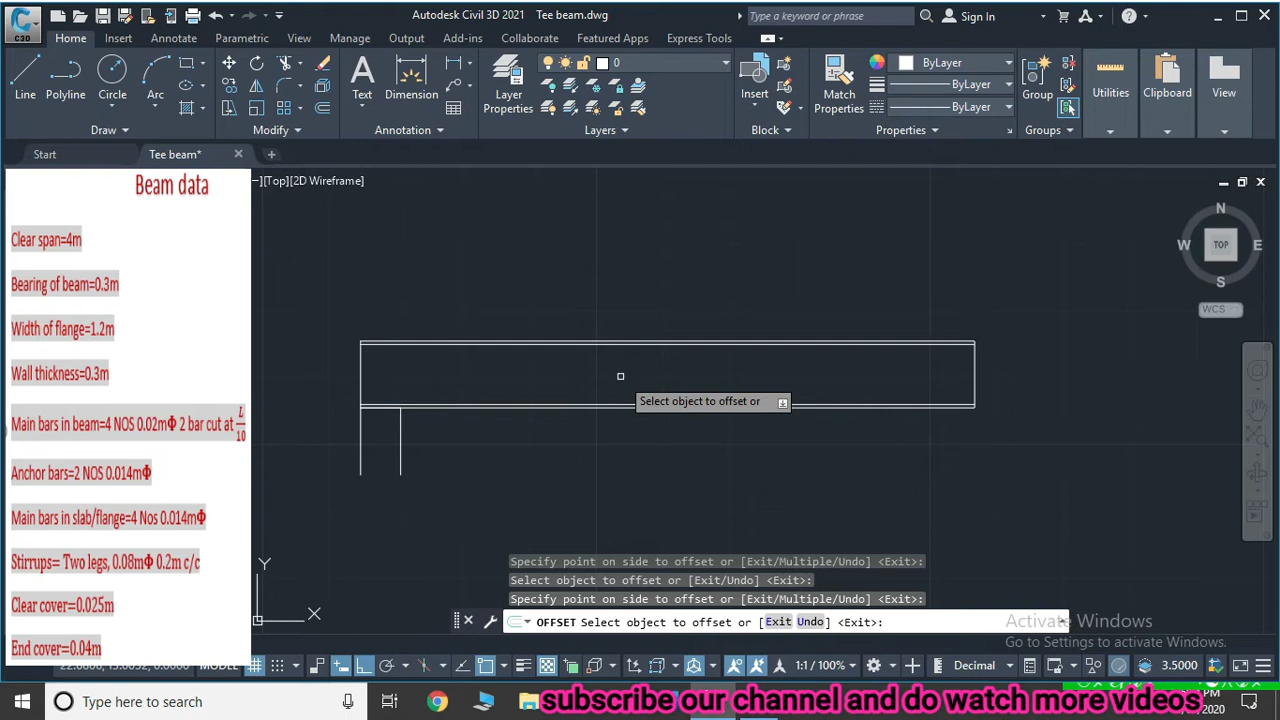 C3D
Autodesk Civil 3D 2021 Tee beam.dwg
Type a keyword or phrase
Sign In
Home Insert Annotate Parametric View Manage Output Add-ins Collaborate Featured Apps Express Tools
Line Polyline Circle Arc
Text Dimension
Layer Properties
0
Insert
Match Properties
ByLayer
ByLayer
ByLayer
Group
Utilities
Clipboard
View
Draw Modify Annotation Layers Block Properties Groups
Start Tee beam*
Beam data
Clear span=4m
Bearing of beam=0.3m
Width of flange=1.2m
Wall thickness=0.3m
Main bars in beam=4 NOS 0.02mΦ 2 bar cut at L/10
Anchor bars=2 NOS 0.014mΦ
Main bars in slab/flange=4 Nos 0.014mΦ
Stirrups= Two legs, 0.08mΦ 0.2m c/c
Clear cover=0.025m
End cover=0.04m
–][Top][2D Wireframe]
N
W TOP E
S
WCS
Select object to offset or
Y
X
Specify point on side to offset or [Exit/Multiple/Undo] <Exit>:
Select object to offset or [Exit/Undo] <Exit>:
Specify point on side to offset or [Exit/Multiple/Undo] <Exit>:
OFFSET Select object to offset or [Exit Undo] <Exit>:
Activate Windows
Go to Settings to activate Windows.
MODEL
1:1 / 100%
Decimal
3.5000
Type here to search
subscribe our channel and do watch more videos